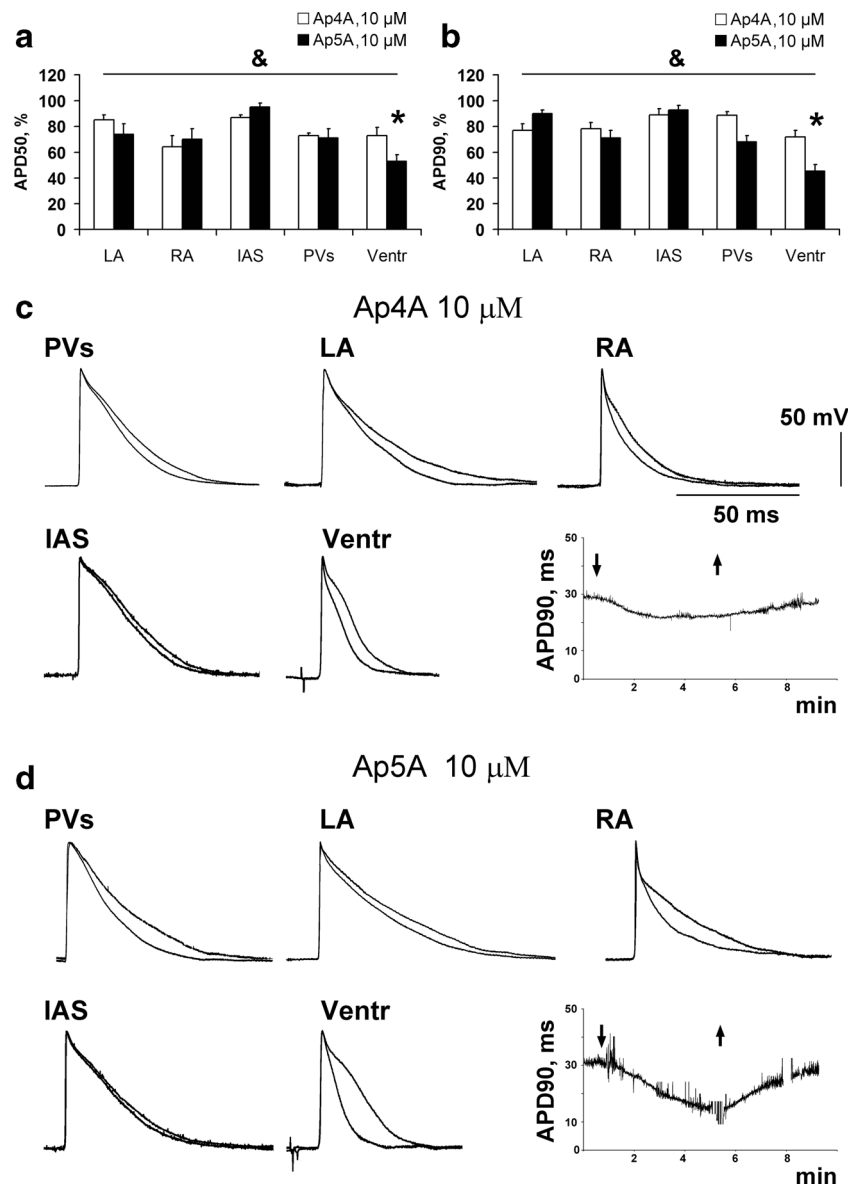 a
Ap4A, 10 µM
Ap5A, 10 µM
&
*
APD50, %
120
100
80
60
40
20
0
LA RA IAS PVs Ventr
b
Ap4A, 10 µM
Ap5A, 10 µM
&
*
APD90, %
120
100
80
60
40
20
0
LA RA IAS PVs Ventr
c
Ap4A 10 µM
PVs LA RA
50 mV
50 ms
IAS Ventr
APD90, ms
50
30
10
0
2 4 6 8
min
d
Ap5A 10 µM
PVs LA RA
IAS Ventr
APD90, ms
50
30
10
0
2 4 6 8
min